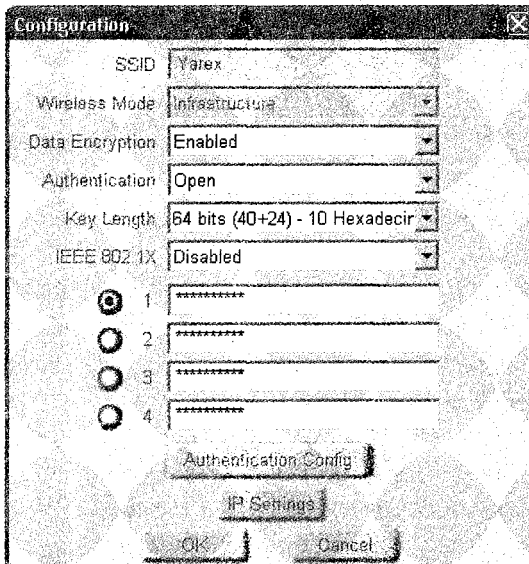 Configuration
SSID Yarex
Wireless Mode Infrastructure
Data Encryption Enabled
Authentication Open
Key Length 64 bits (40+24) - 10 Hexadecir
IEEE 802.1X Disabled
1 **********
2 **********
3 **********
4 **********
Authentication Config
IP Settings
OK Cancel